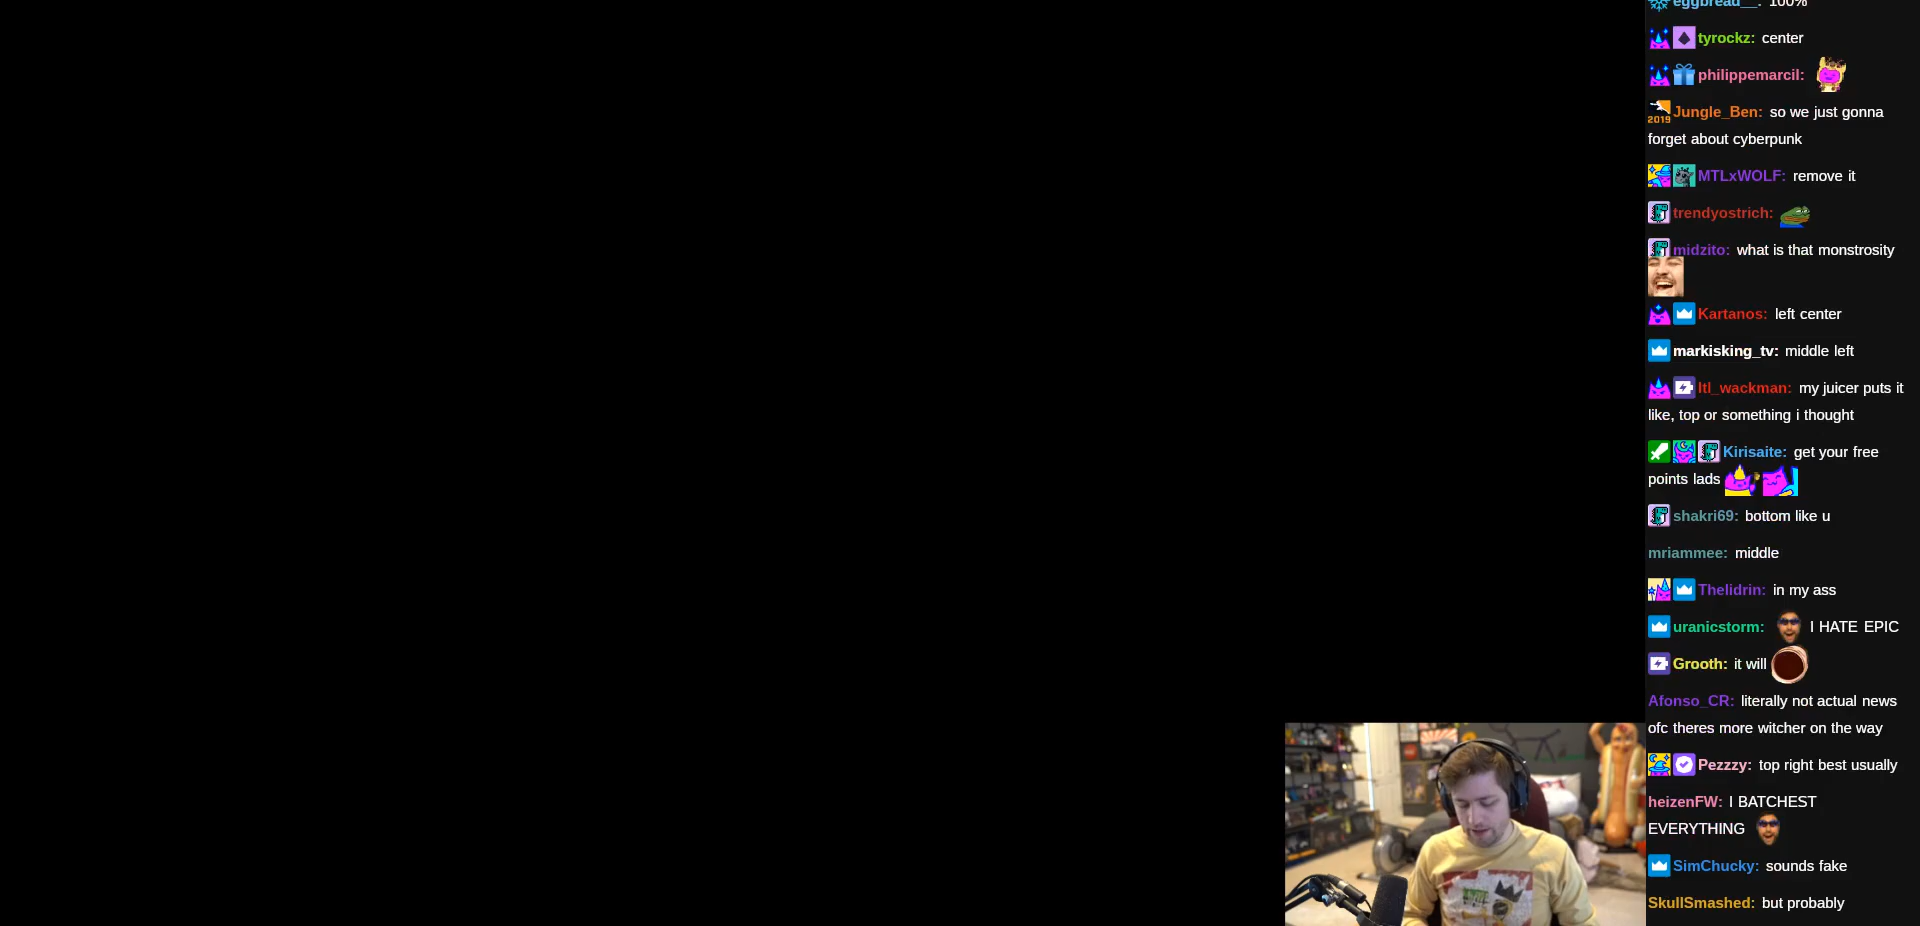 eggbread__: 100%
tyrockz: center
philippemarcil:
2019 Jungle_Ben: so we just gonna
forget about cyberpunk
MTLxWOLF: remove it
trendyostrich:
midzito: what is that monstrosity
Kartanos: left center
markisking_tv: middle left
ltl_wackman: my juicer puts it
like, top or something i thought
Kirisaite: get your free
points lads
shakri69: bottom like u
mriammee: middle
Thelidrin: in my ass
uranicstorm: I HATE EPIC
Grooth: it will
Afonso_CR: literally not actual news
ofc theres more witcher on the way
Pezzzy: top right best usually
heizenFW: I BATCHEST
EVERYTHING
SimChucky: sounds fake
SkullSmashed: but probably